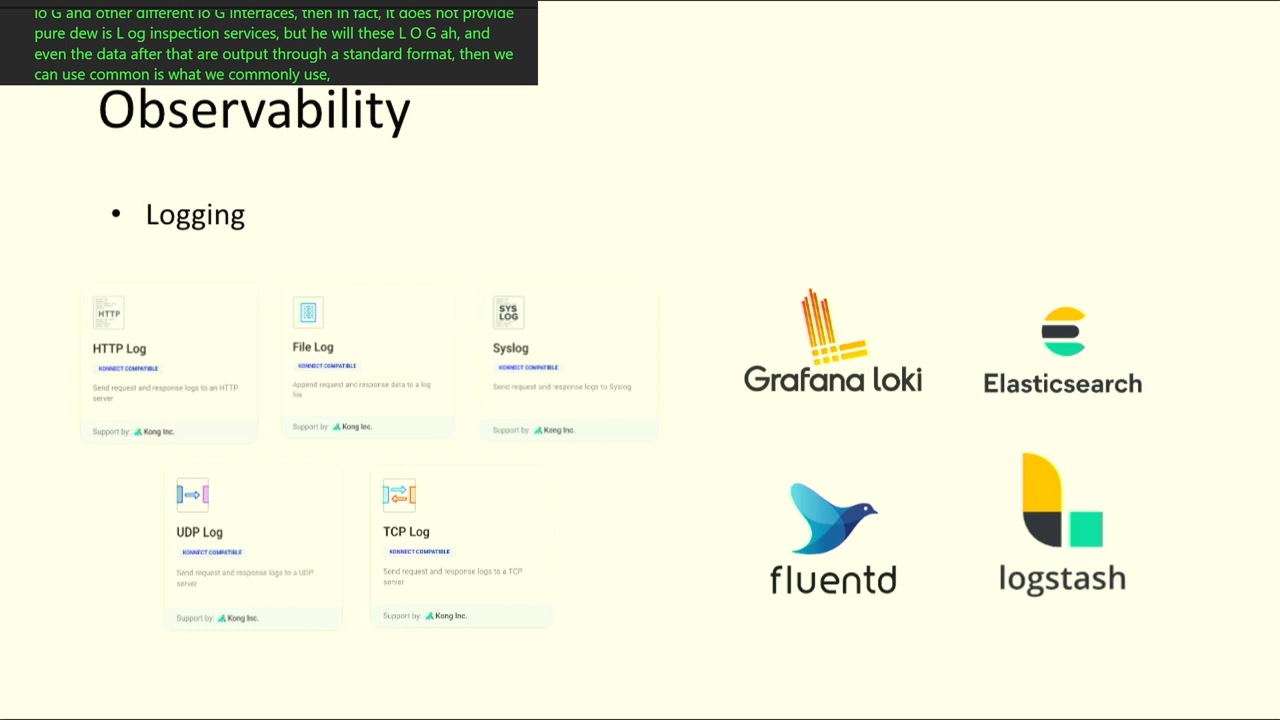 lo G and other different lo G interfaces, then in fact, it does not provide
pure dew is L og inspection services, but he will these L O G ah, and
even the data after that are output through a standard format, then we
can use common is what we commonly use,
Observability
• Logging
HTTP
HTTP Log
KONNECT COMPATIBLE
Send request and response logs to an HTTP
server
Support by: Kong Inc.
File Log
KONNECT COMPATIBLE
Append request and response data to a log
file
Support by: Kong Inc.
SYS
LOG
Syslog
KONNECT COMPATIBLE
Send request and response logs to Syslog
Support by: Kong Inc.
UDP Log
KONNECT COMPATIBLE
Send request and response logs to a UDP
server
Support by: Kong Inc.
TCP Log
KONNECT COMPATIBLE
Send request and response logs to a TCP
server
Support by: Kong Inc.
Grafana loki
Elasticsearch
fluentd
logstash